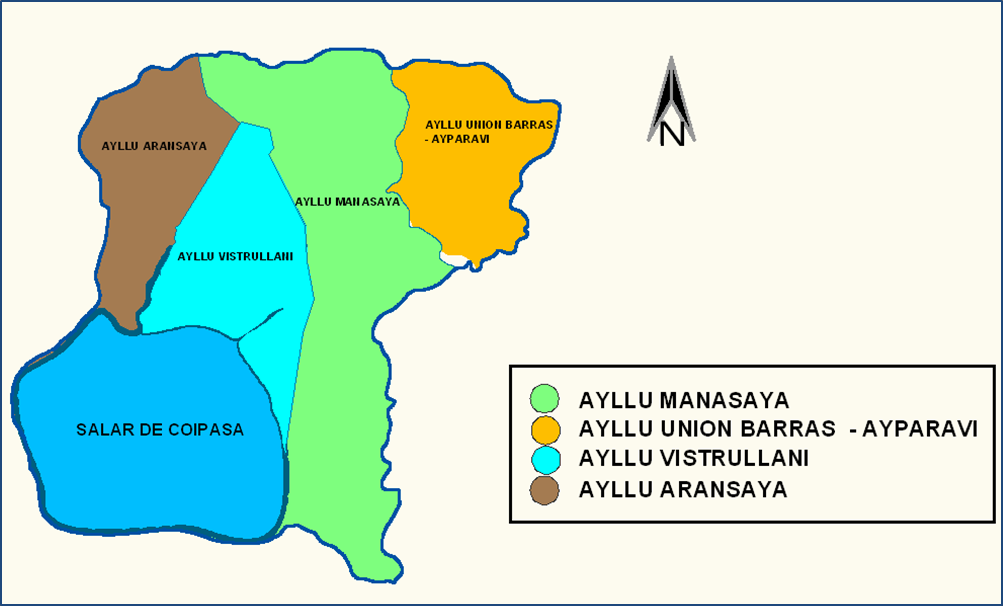 AYLLU UNION BARRAS
- AYPARAVI
AYLLU ARANSAYA
N
AYLLU MANASAYA
AYLLU VISTRULLANI
SALAR DE COIPASA
AYLLU MANASAYA
AYLLU UNION BARRAS - AYPARAVI
AYLLU VISTRULLANI
AYLLU ARANSAYA